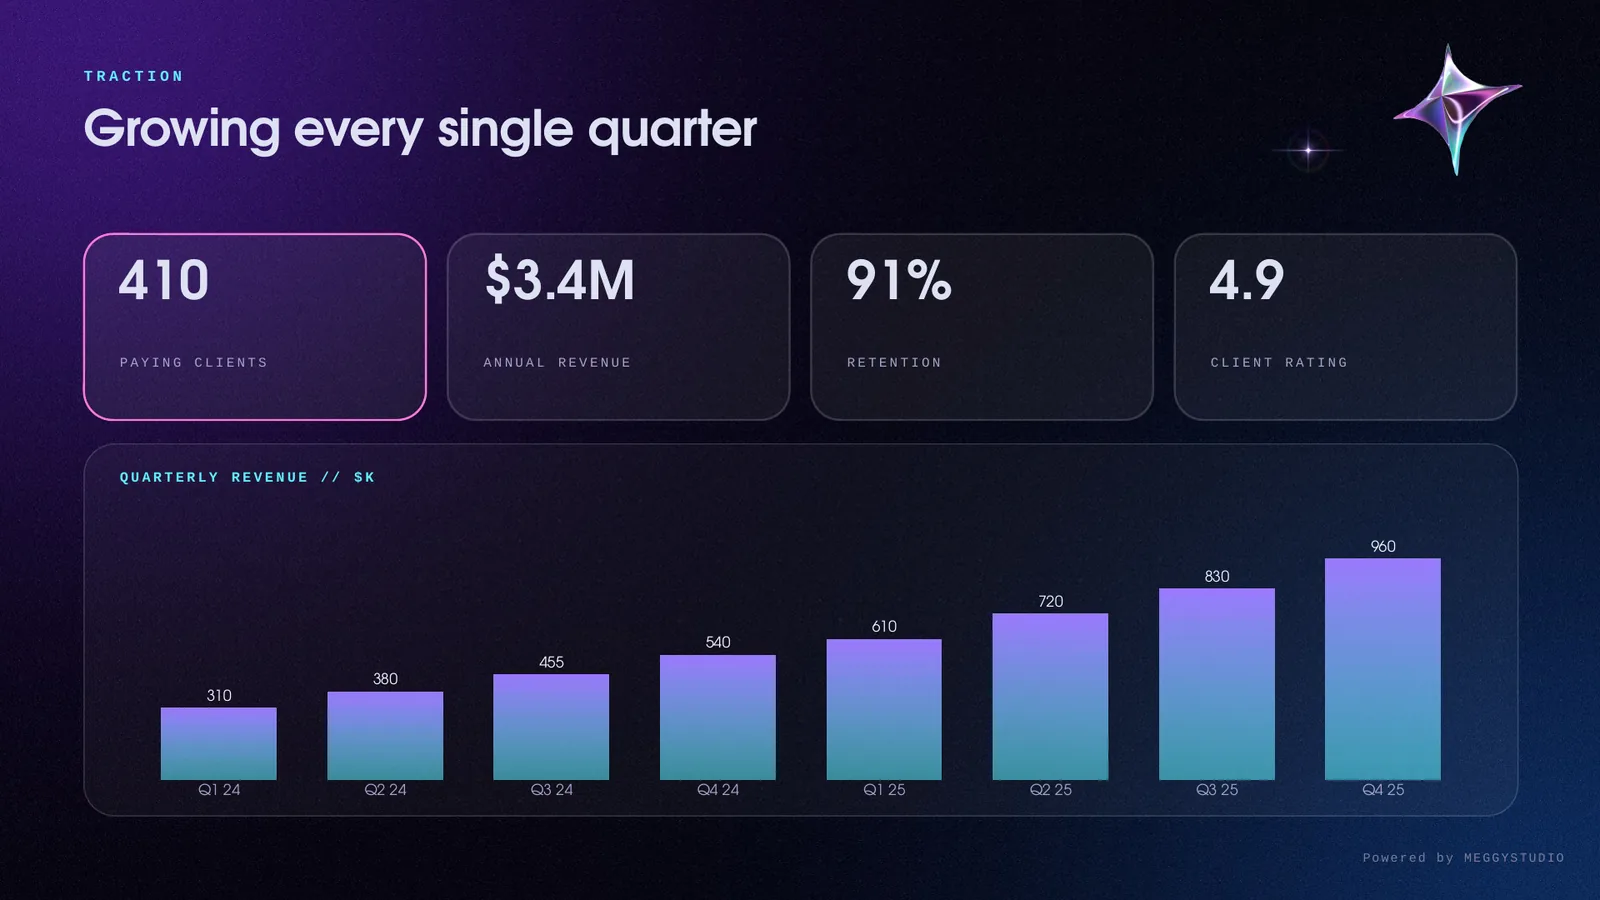 TRACTION
Growing every single quarter
410
PAYING CLIENTS
$3.4M
ANNUAL REVENUE
91%
RETENTION
4.9
CLIENT RATING
QUARTERLY REVENUE // $K
310
380
455
540
610
720
830
960
Q1 24
Q2 24
Q3 24
Q4 24
Q1 25
Q2 25
Q3 25
Q4 25
Powered by MEGGYSTUDIO